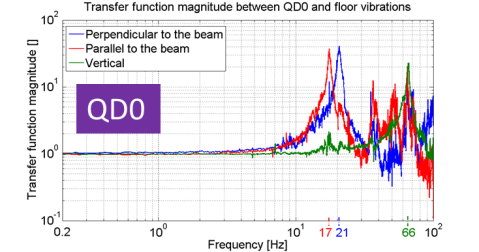 Transfer function magnitude between QD0 and floor vibrations
10^2
Perpendicular to the beam
Parallel to the beam
Vertical
10^1
QD0
10^0
10^-1
Transfer function magnitude []
0.2 10^0 10^1 17 21 66 10^2
Frequency [Hz]